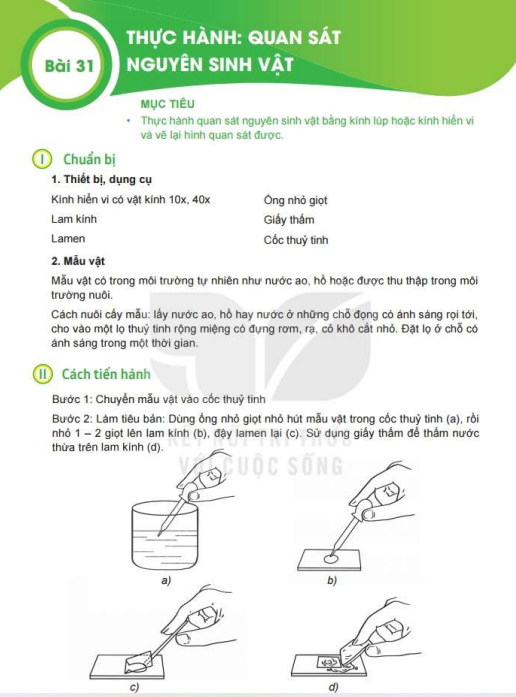 Bài 31
THỰC HÀNH: QUAN SÁT
NGUYÊN SINH VẬT
MỤC TIÊU
• Thực hành quan sát nguyên sinh vật bằng kính lúp hoặc kính hiển vi
và vẽ lại hình quan sát được.
I Chuẩn bị
1. Thiết bị, dụng cụ
Kính hiển vi có vật kính 10x, 40x
Ống nhỏ giọt
Lam kính
Giấy thấm
Lamen
Cốc thuỷ tinh
2. Mẫu vật
Mẫu vật có trong môi trường tự nhiên như nước ao, hồ hoặc được thu thập trong môi
trường nuôi.
Cách nuôi cấy mẫu: lấy nước ao, hồ hay nước ở những chỗ đọng có ánh sáng rọi tới,
cho vào một lọ thuỷ tinh rộng miệng có đựng rơm, rạ, cỏ khô cắt nhỏ. Đặt lọ ở chỗ có
ánh sáng trong một thời gian.
II Cách tiến hành
Bước 1: Chuyển mẫu vật vào cốc thuỷ tinh
Bước 2: Làm tiêu bản: Dùng ống nhỏ giọt nhỏ hút mẫu vật trong cốc thuỷ tinh (a), rồi
nhỏ 1 – 2 giọt lên lam kính (b), đậy lamen lại (c). Sử dụng giấy thấm để thấm nước
thừa trên lam kính (d).
KẾT NỐI TRI THỨC
VỚI CUỘC SỐNG
a)
b)
c)
d)